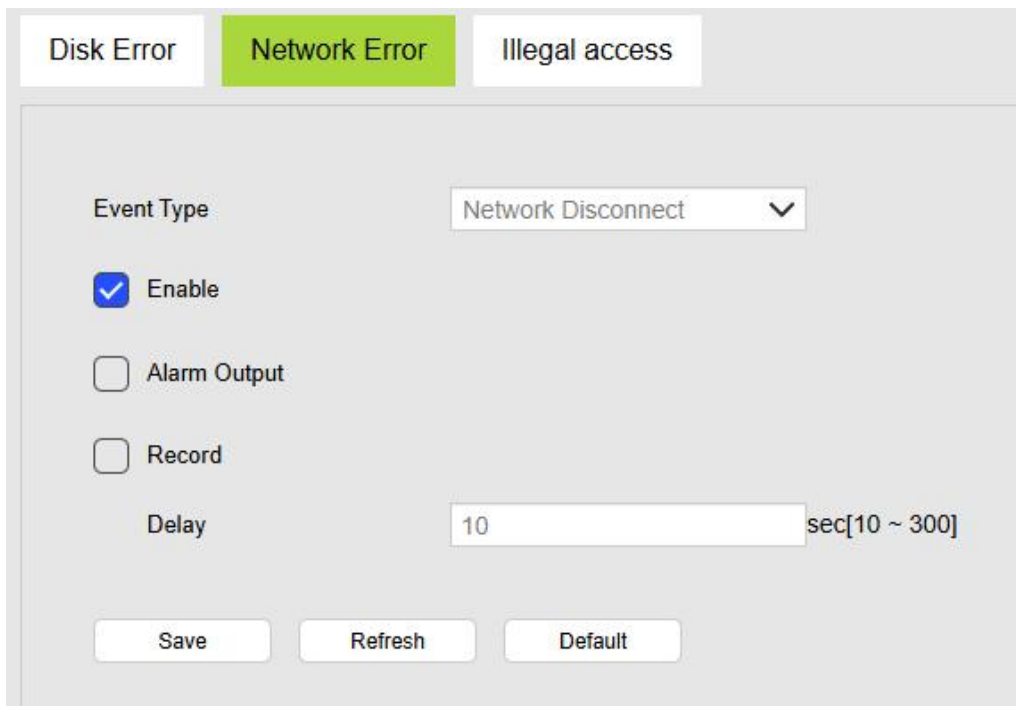 Disk Error Network Error Illegal access
Event Type Network Disconnect
Enable
Alarm Output
Record
Delay 10 sec[10 ~ 300]
Save Refresh Default